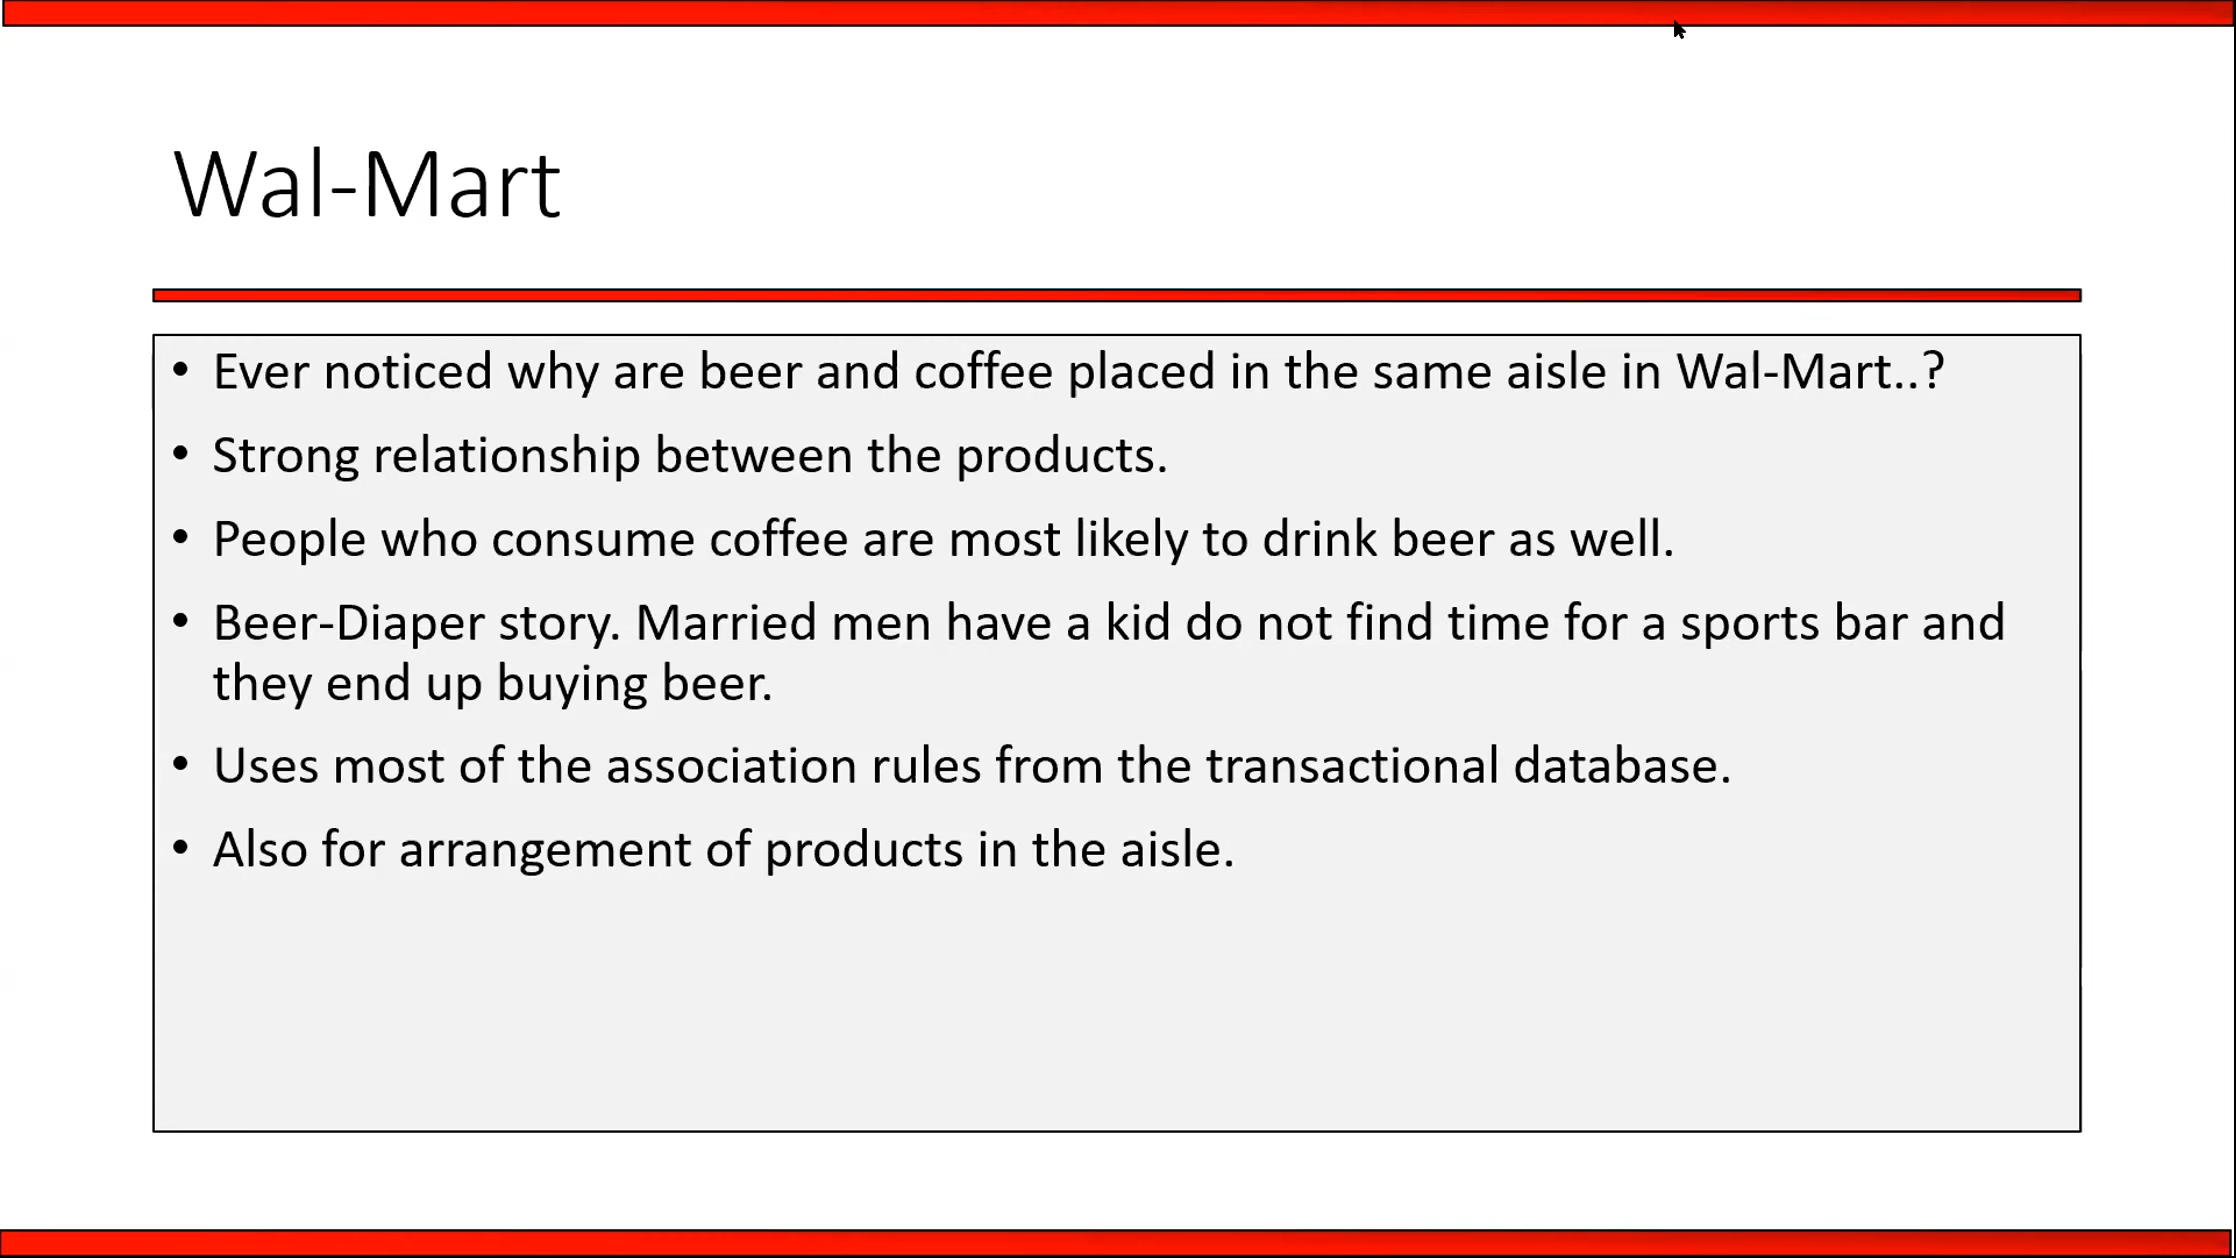 Wal-Mart
• Ever noticed why are beer and coffee placed in the same aisle in Wal-Mart..?
• Strong relationship between the products.
• People who consume coffee are most likely to drink beer as well.
• Beer-Diaper story. Married men have a kid do not find time for a sports bar and
they end up buying beer.
• Uses most of the association rules from the transactional database.
• Also for arrangement of products in the aisle.